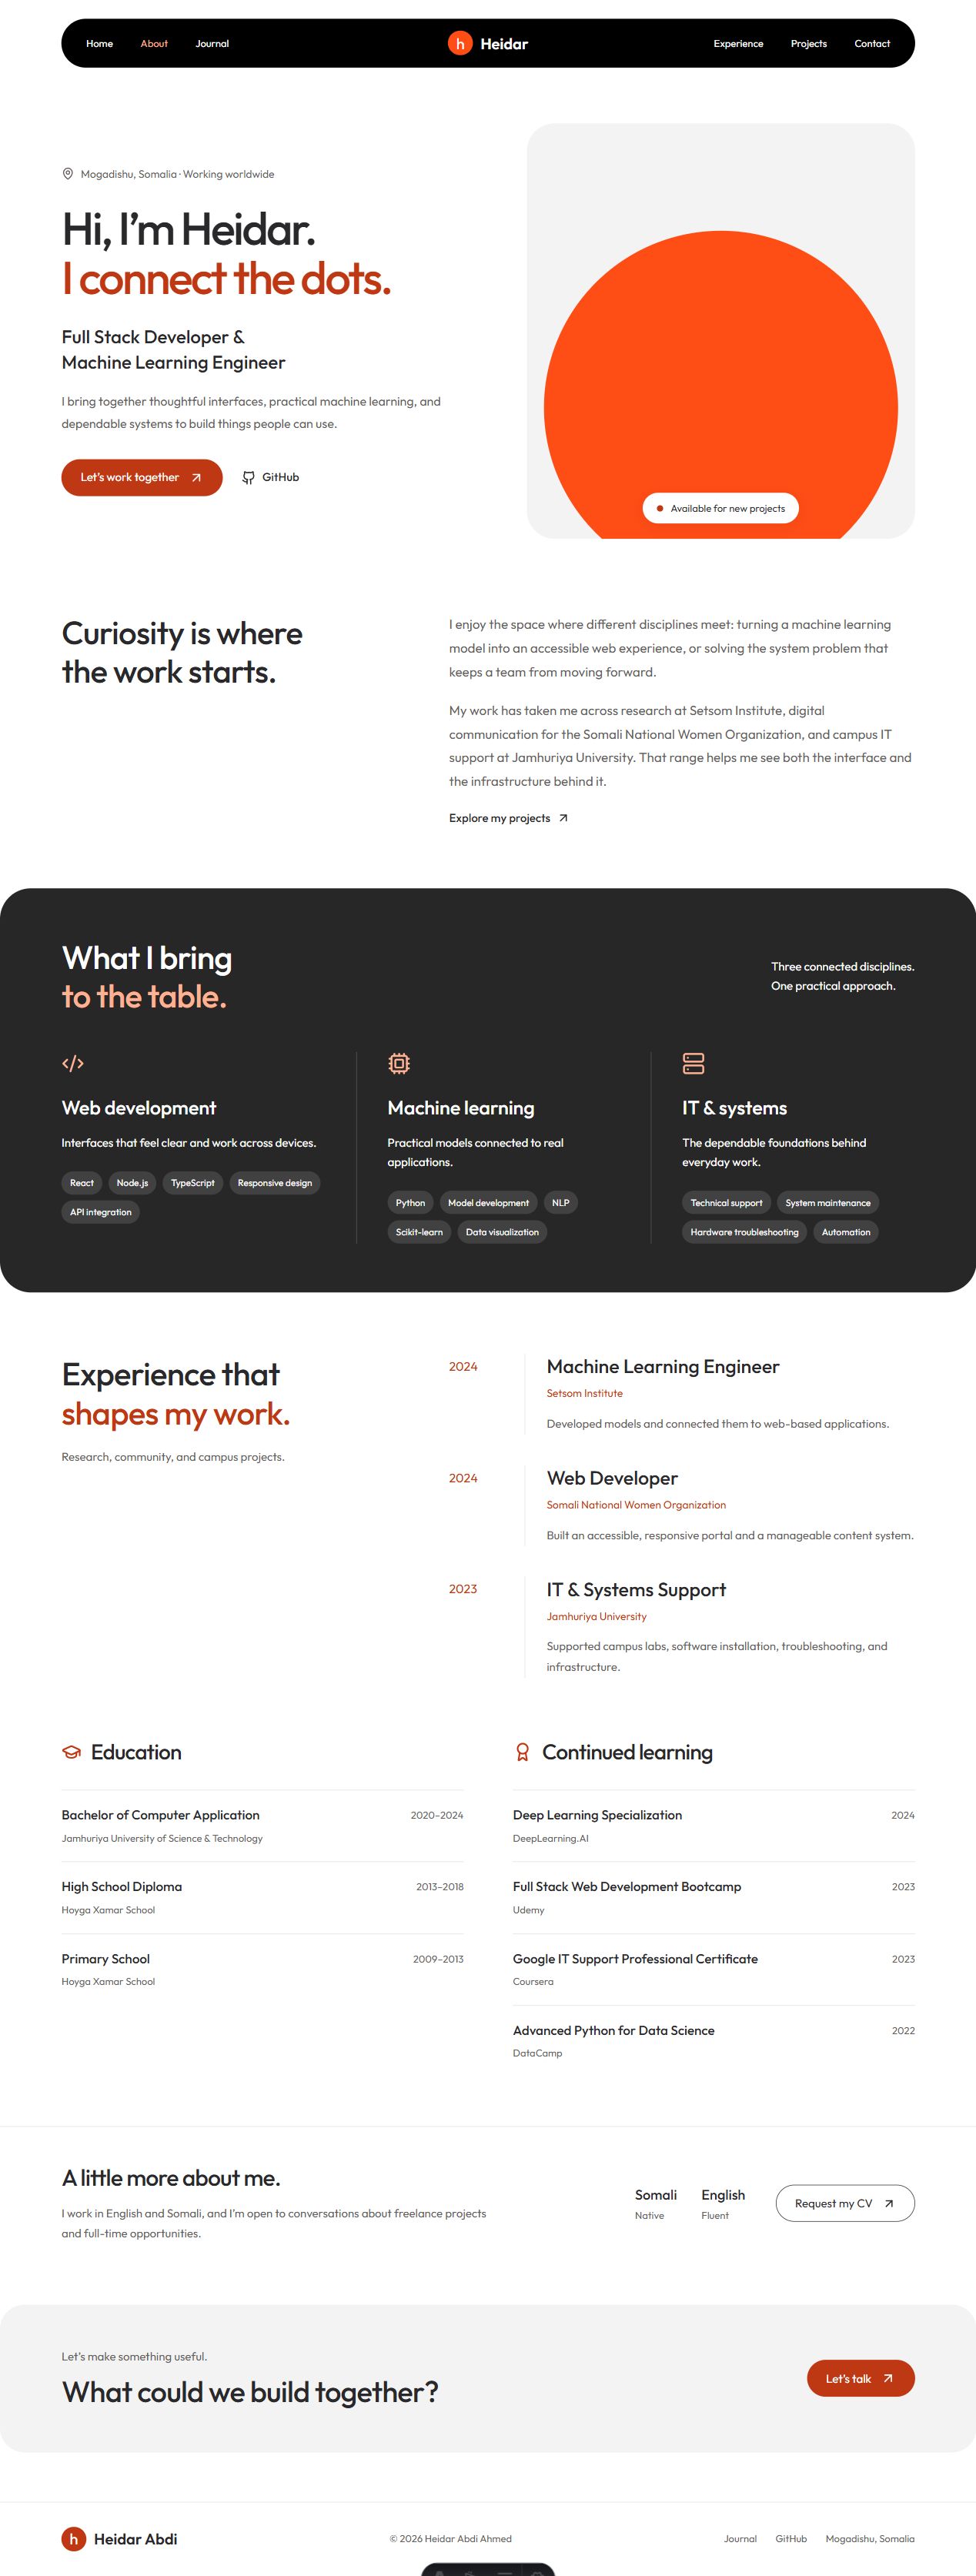 Home About Journal h Heidar Experience Projects Contact
Mogadishu, Somalia · Working worldwide
Hi, I’m Heidar.
I connect the dots.
Full Stack Developer &
Machine Learning Engineer
I bring together thoughtful interfaces, practical machine learning, and
dependable systems to build things people can use.
Let’s work together GitHub
Available for new projects
Curiosity is where
the work starts.
I enjoy the space where different disciplines meet: turning a machine learning
model into an accessible web experience, or solving the system problem that
keeps a team from moving forward.
My work has taken me across research at Setsom Institute, digital
communication for the Somali National Women Organization, and campus IT
support at Jamhuriya University. That range helps me see both the interface and
the infrastructure behind it.
Explore my projects
What I bring
to the table.
Three connected disciplines.
One practical approach.
Web development
Interfaces that feel clear and work across devices.
React Node.js TypeScript Responsive design
API integration
Machine learning
Practical models connected to real
applications.
Python Model development NLP
Scikit-learn Data visualization
IT & systems
The dependable foundations behind
everyday work.
Technical support System maintenance
Hardware troubleshooting Automation
Experience that
shapes my work.
Research, community, and campus projects.
2024
Machine Learning Engineer
Setsom Institute
Developed models and connected them to web-based applications.
2024
Web Developer
Somali National Women Organization
Built an accessible, responsive portal and a manageable content system.
2023
IT & Systems Support
Jamhuriya University
Supported campus labs, software installation, troubleshooting, and
infrastructure.
Education
Bachelor of Computer Application 2020–2024
Jamhuriya University of Science & Technology
High School Diploma 2013–2018
Hoyga Xamar School
Primary School 2009–2013
Hoyga Xamar School
Continued learning
Deep Learning Specialization 2024
DeepLearning.AI
Full Stack Web Development Bootcamp 2023
Udemy
Google IT Support Professional Certificate 2023
Coursera
Advanced Python for Data Science 2022
DataCamp
A little more about me.
I work in English and Somali, and I’m open to conversations about freelance projects
and full-time opportunities.
Somali English
Native Fluent
Request my CV
Let’s make something useful.
What could we build together?
Let’s talk
h Heidar Abdi © 2026 Heidar Abdi Ahmed Journal GitHub Mogadishu, Somalia